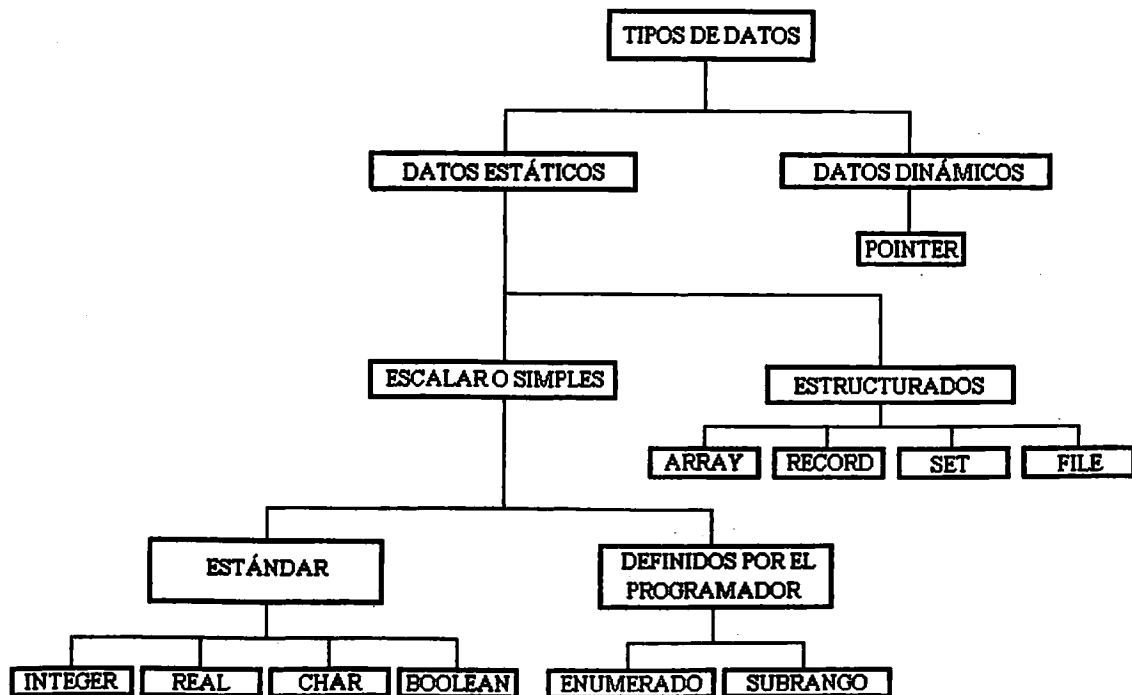 TIPOS DE DATOS
DATOS ESTÁTICOS
DATOS DINÁMICOS
POINTER
ESCALAR O SIMPLES
ESTRUCTURADOS
ARRAY
RECORD
SET
FILE
ESTÁNDAR
DEFINIDOS POR EL
PROGRAMADOR
INTEGER
REAL
CHAR
BOOLEAN
ENUMERADO
SUBRANGO